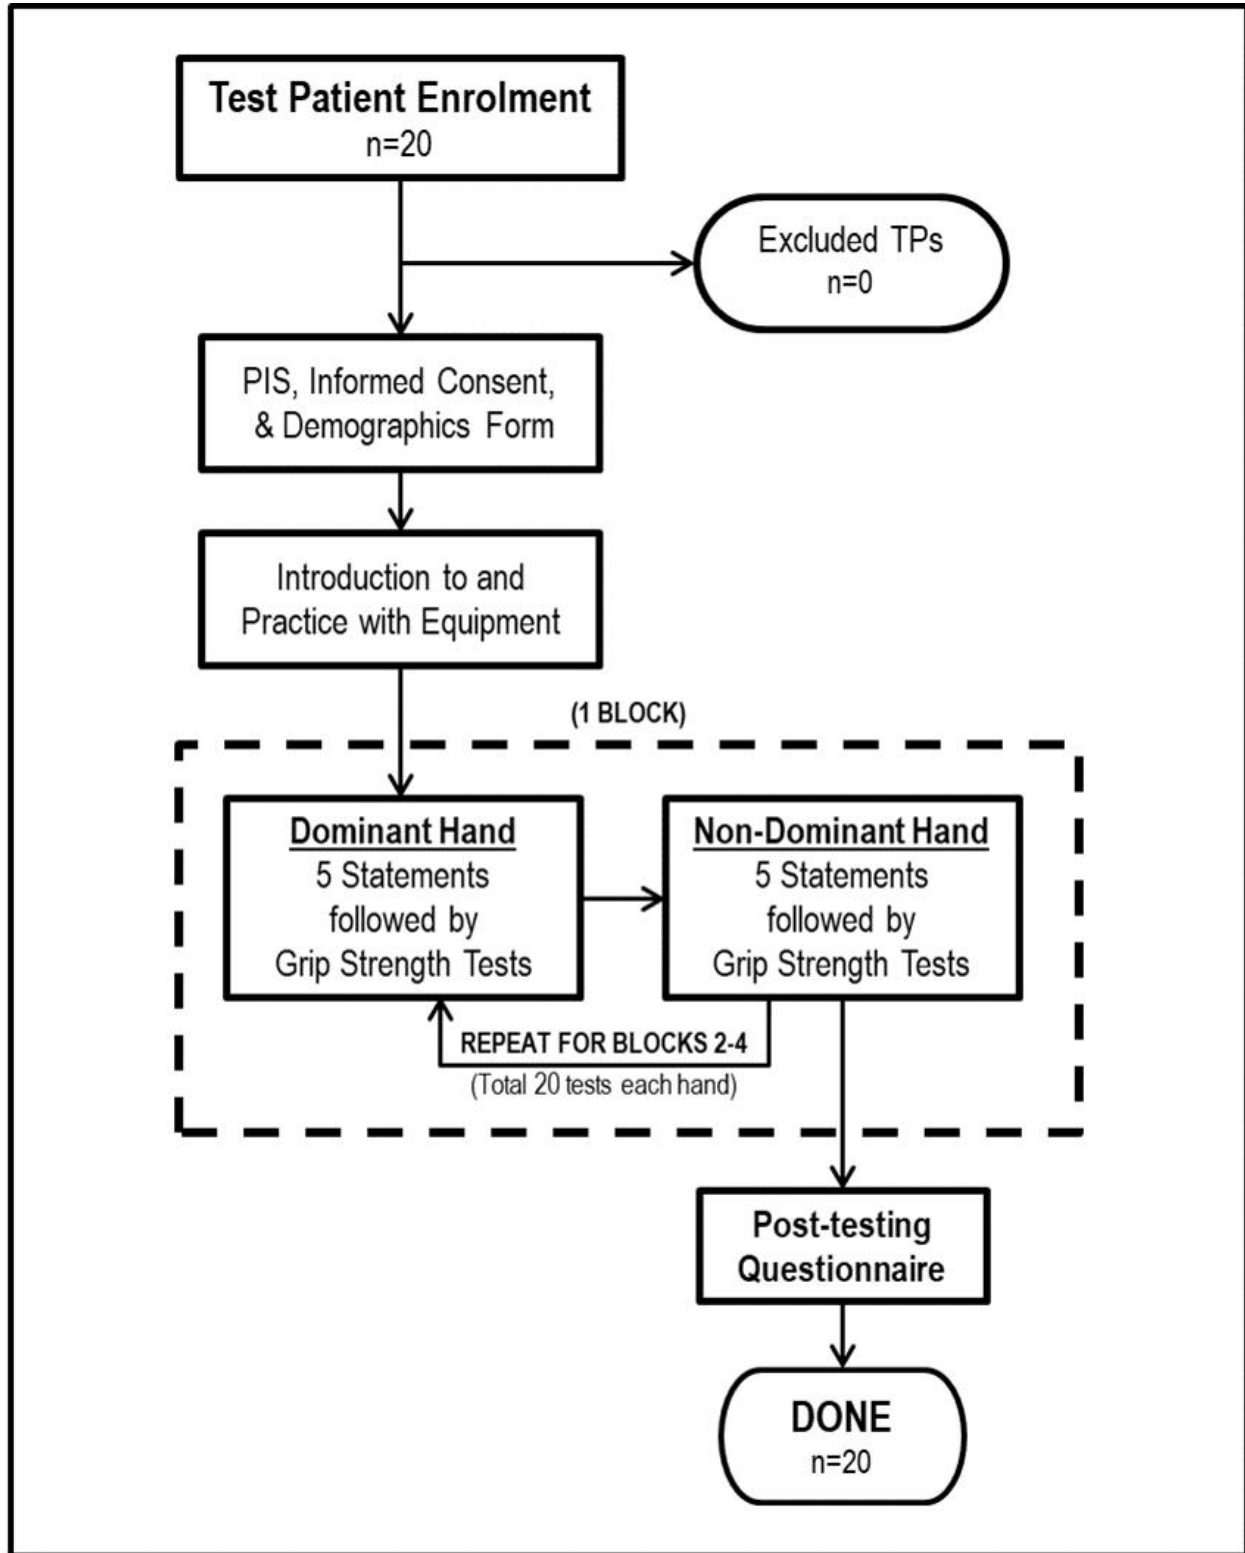 Test Patient Enrolment
n=20
Excluded TPs
n=0
PIS, Informed Consent,
& Demographics Form
Introduction to and
Practice with Equipment
(1 BLOCK)
Dominant Hand
5 Statements
followed by
Grip Strength Tests
Non-Dominant Hand
5 Statements
followed by
Grip Strength Tests
REPEAT FOR BLOCKS 2-4
(Total 20 tests each hand)
Post-testing
Questionnaire
DONE
n=20